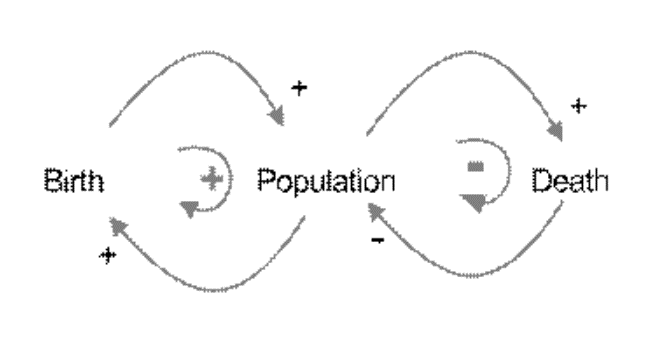 +
+
Birth + Population - Death
+
-